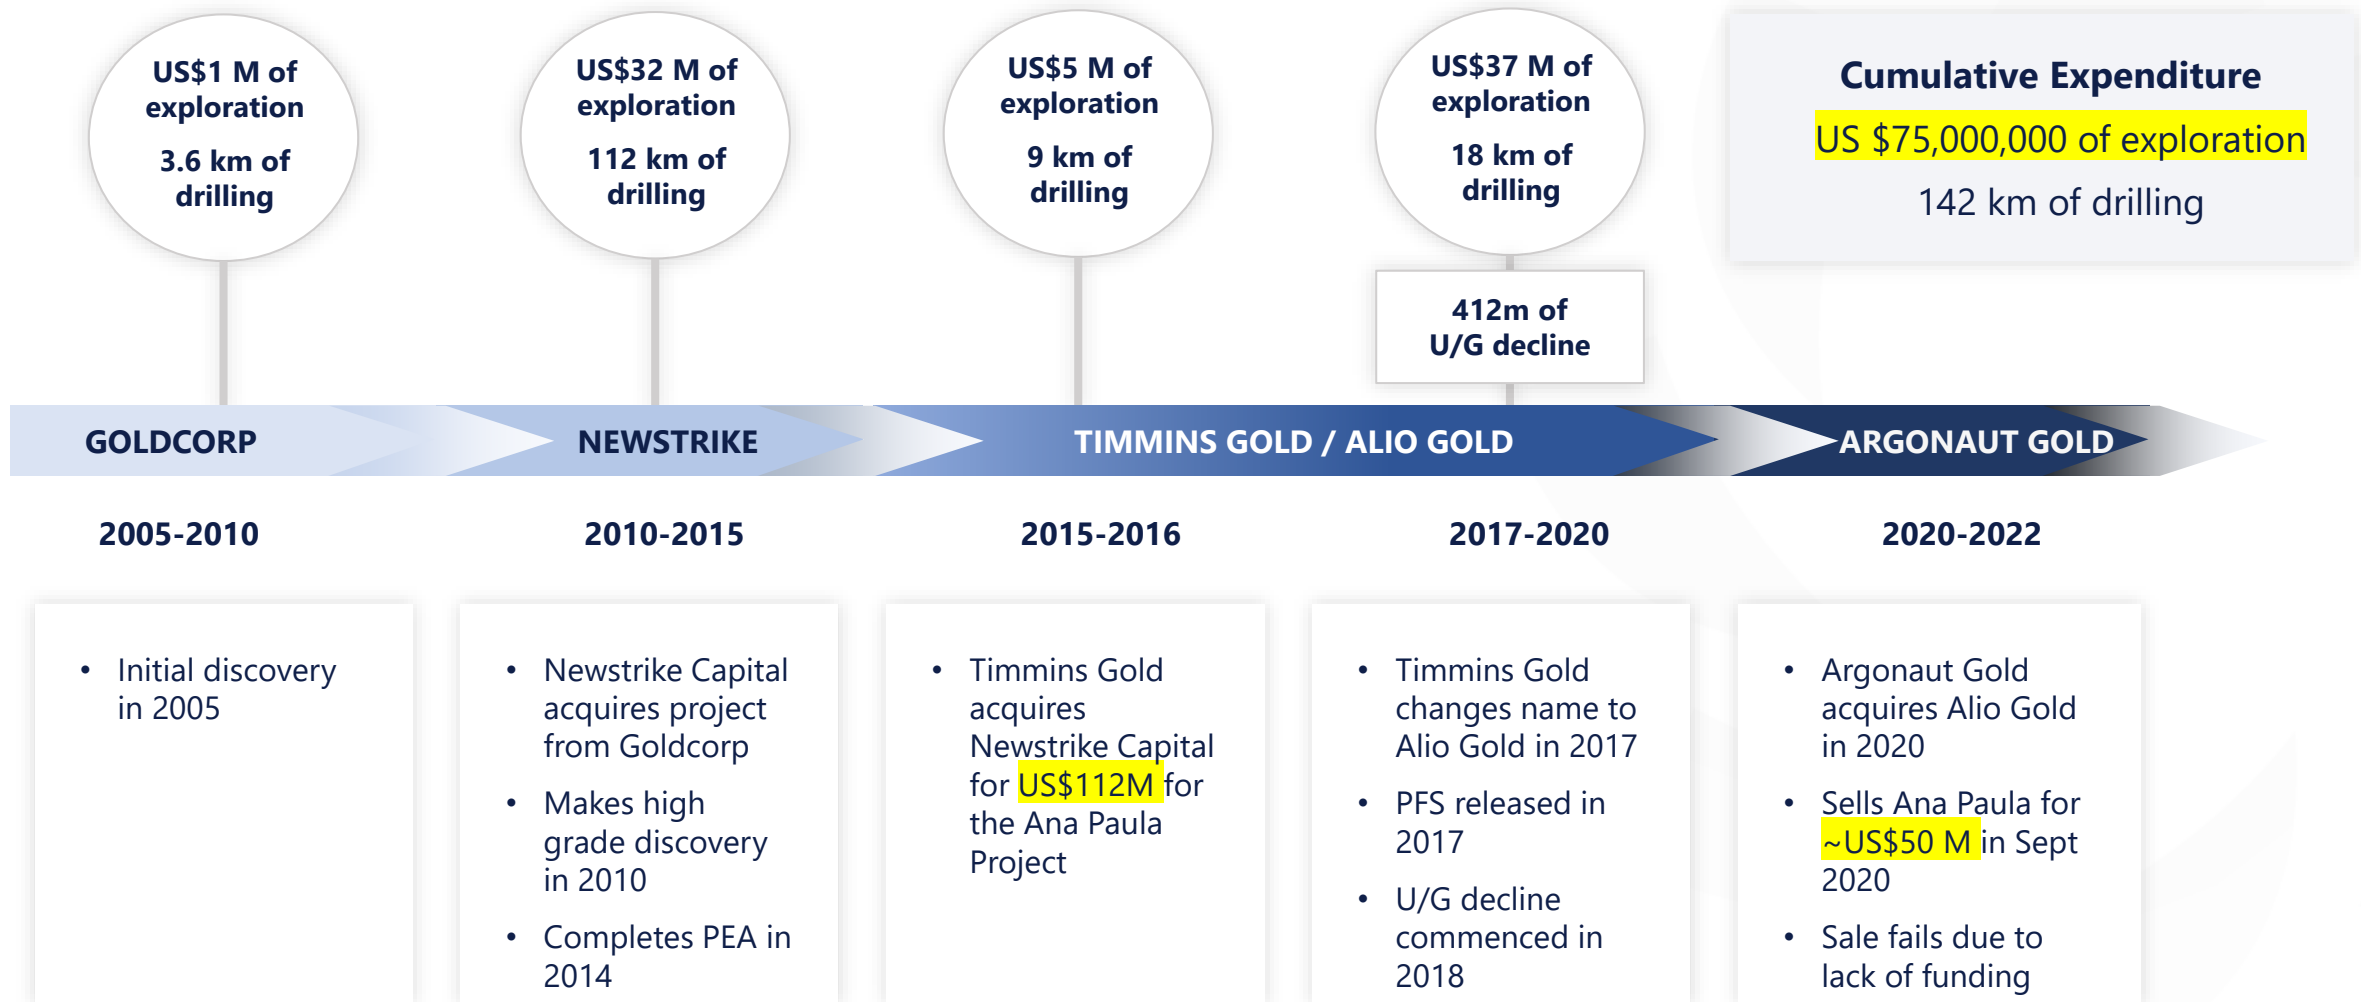 US$1 M of
exploration
3.6 km of
drilling
US$32 M of
exploration
112 km of
drilling
US$5 M of
exploration
9 km of
drilling
US$37 M of
exploration
18 km of
drilling
412m of
U/G decline
Cumulative Expenditure
US $75,000,000 of exploration
142 km of drilling
GOLDCORP
NEWSTRIKE
TIMMINS GOLD / ALIO GOLD
ARGONAUT GOLD
2005-2010
2010-2015
2015-2016
2017-2020
2020-2022
• Initial discovery
in 2005
• Newstrike Capital
acquires project
from Goldcorp
• Makes high
grade discovery
in 2010
• Completes PEA in
2014
• Timmins Gold
acquires
Newstrike Capital
for US$112M for
the Ana Paula
Project
• Timmins Gold
changes name to
Alio Gold in 2017
• PFS released in
2017
• U/G decline
commenced in
2018
• Argonaut Gold
acquires Alio Gold
in 2020
• Sells Ana Paula for
~US$50 M in Sept
2020
• Sale fails due to
lack of funding